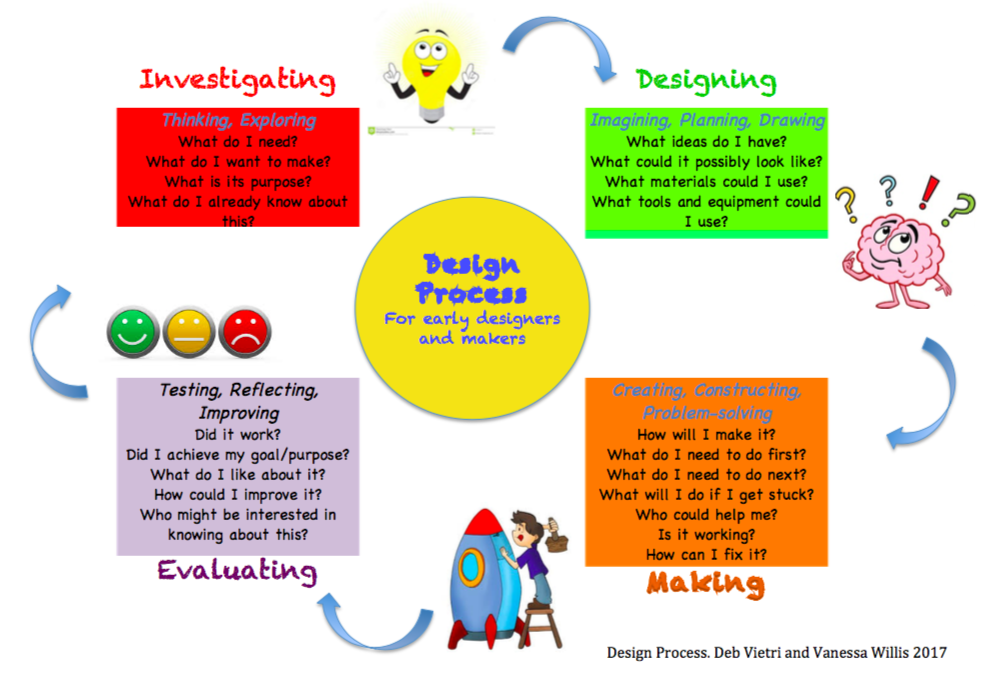 Investigating
Thinking, Exploring
What do I need?
What do I want to make?
What is its purpose?
What do I already know about
this?
Designing
Imagining, Planning, Drawing
What ideas do I have?
What could it possibly look like?
What materials could I use?
What tools and equipment could
I use?
Design
Process
For early designers
and makers
Creating, Constructing,
Problem-solving
How will I make it?
What do I need to do first?
What do I need to do next?
What will I do if I get stuck?
Who could help me?
Is it working?
How can I fix it?
Making
Testing, Reflecting,
Improving
Did it work?
Did I achieve my goal/purpose?
What do I like about it?
How could I improve it?
Who might be interested in
knowing about this?
Evaluating
Design Process. Deb Vietri and Vanessa Willis 2017